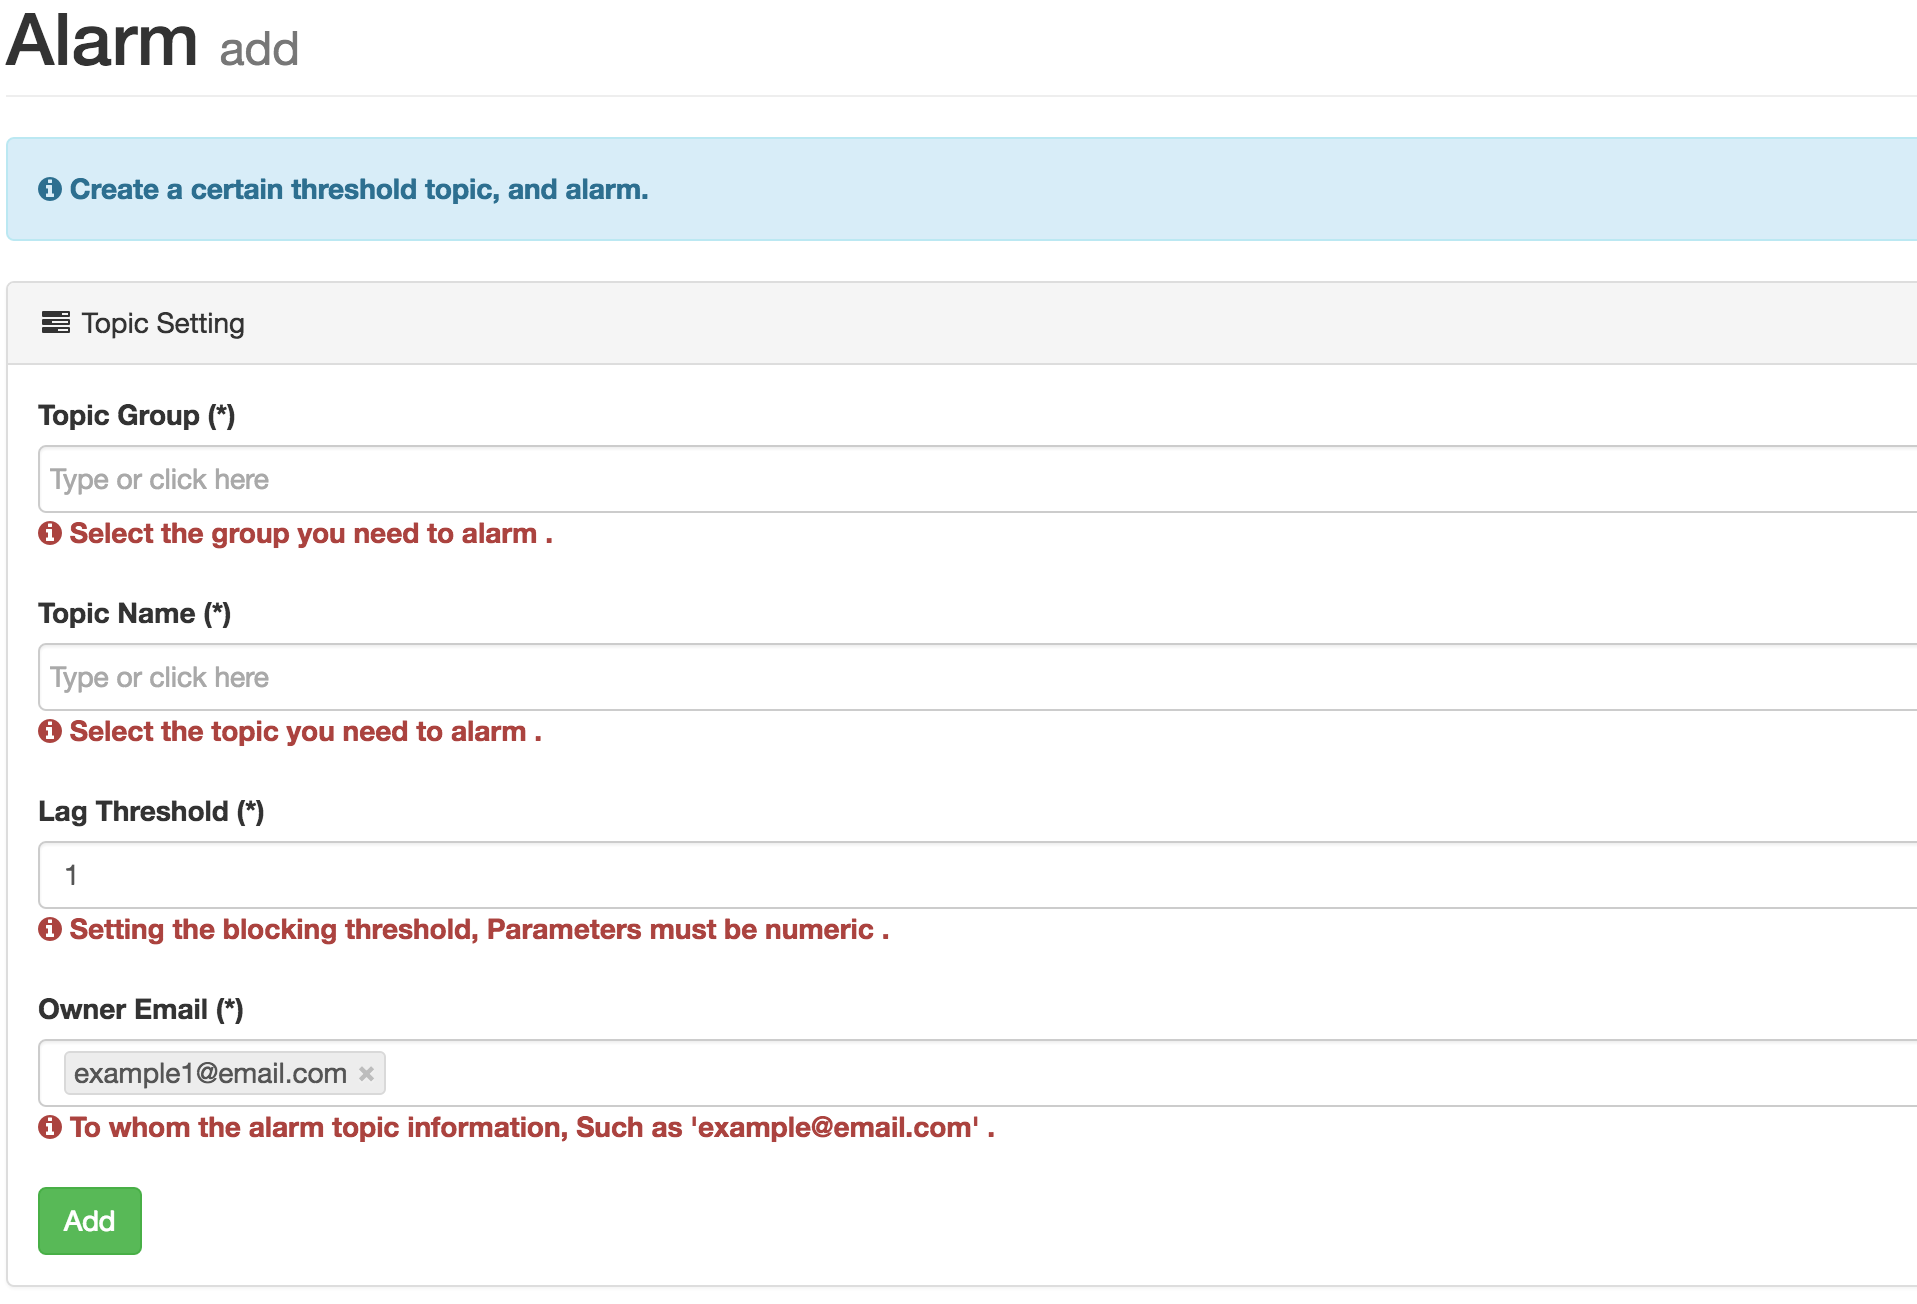 Alarm add
Create a certain threshold topic, and alarm.
Topic Setting
Topic Group (*)
Type or click here
Select the group you need to alarm .
Topic Name (*)
Type or click here
Select the topic you need to alarm .
Lag Threshold (*)
1
Setting the blocking threshold, Parameters must be numeric .
Owner Email (*)
example1@email.com ×
To whom the alarm topic information, Such as 'example@email.com' .
Add